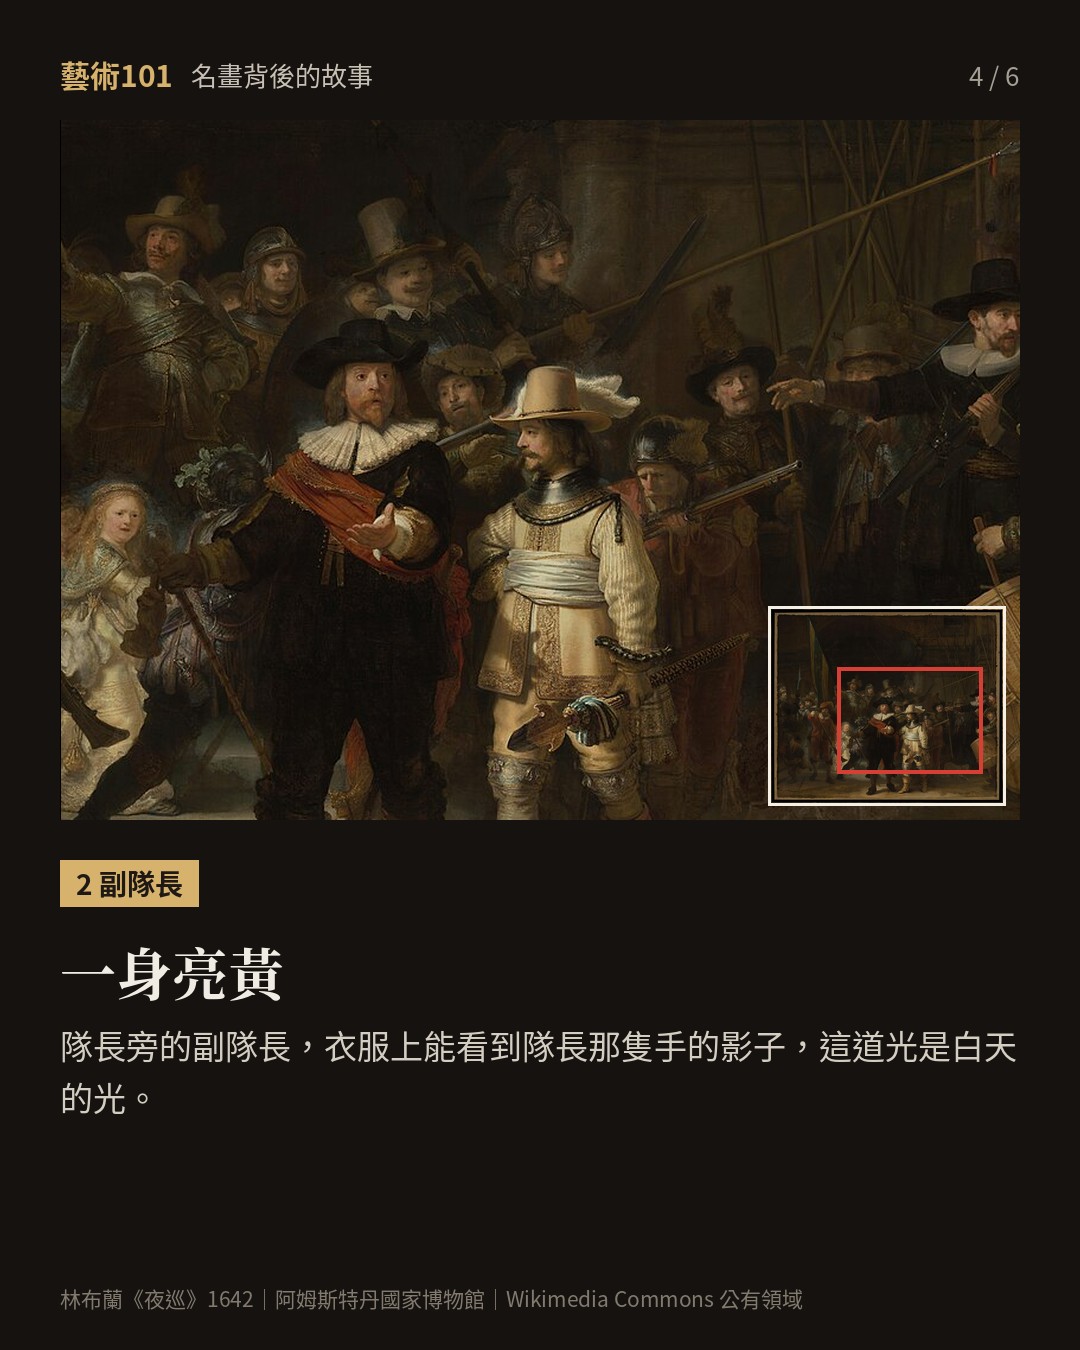 藝術101 名畫背後的故事 4 / 6
2 副隊長
一身亮黃
隊長旁的副隊長，衣服上能看到隊長那隻手的影子，這道光是白天
的光。
林布蘭《夜巡》1642｜阿姆斯特丹國家博物館｜Wikimedia Commons 公有領域